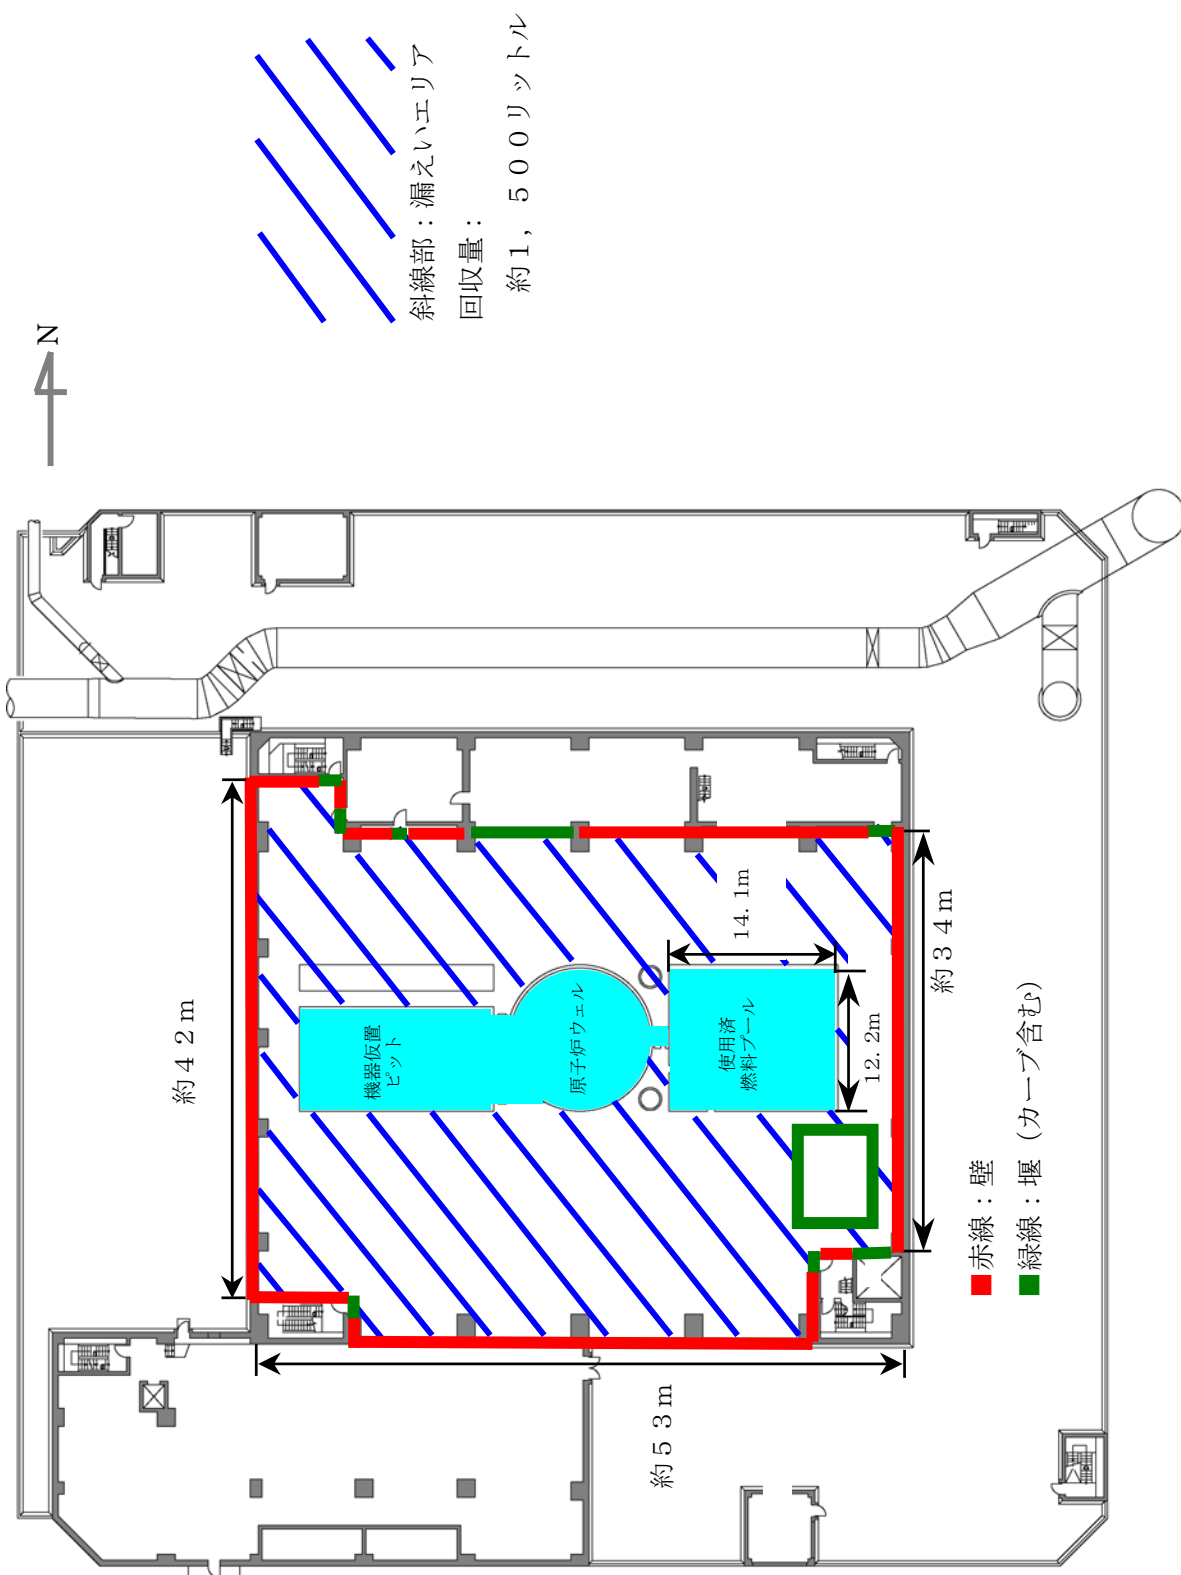 N
斜線部：漏えいエリア
回収量：
約１，５００リットル
約４２ｍ
機器仮置
ピット
原子炉ウェル
使用済
燃料プール
14.1m
12.2m
約３４ｍ
約５３ｍ
赤線：壁
緑線：堰（カーブ含む）